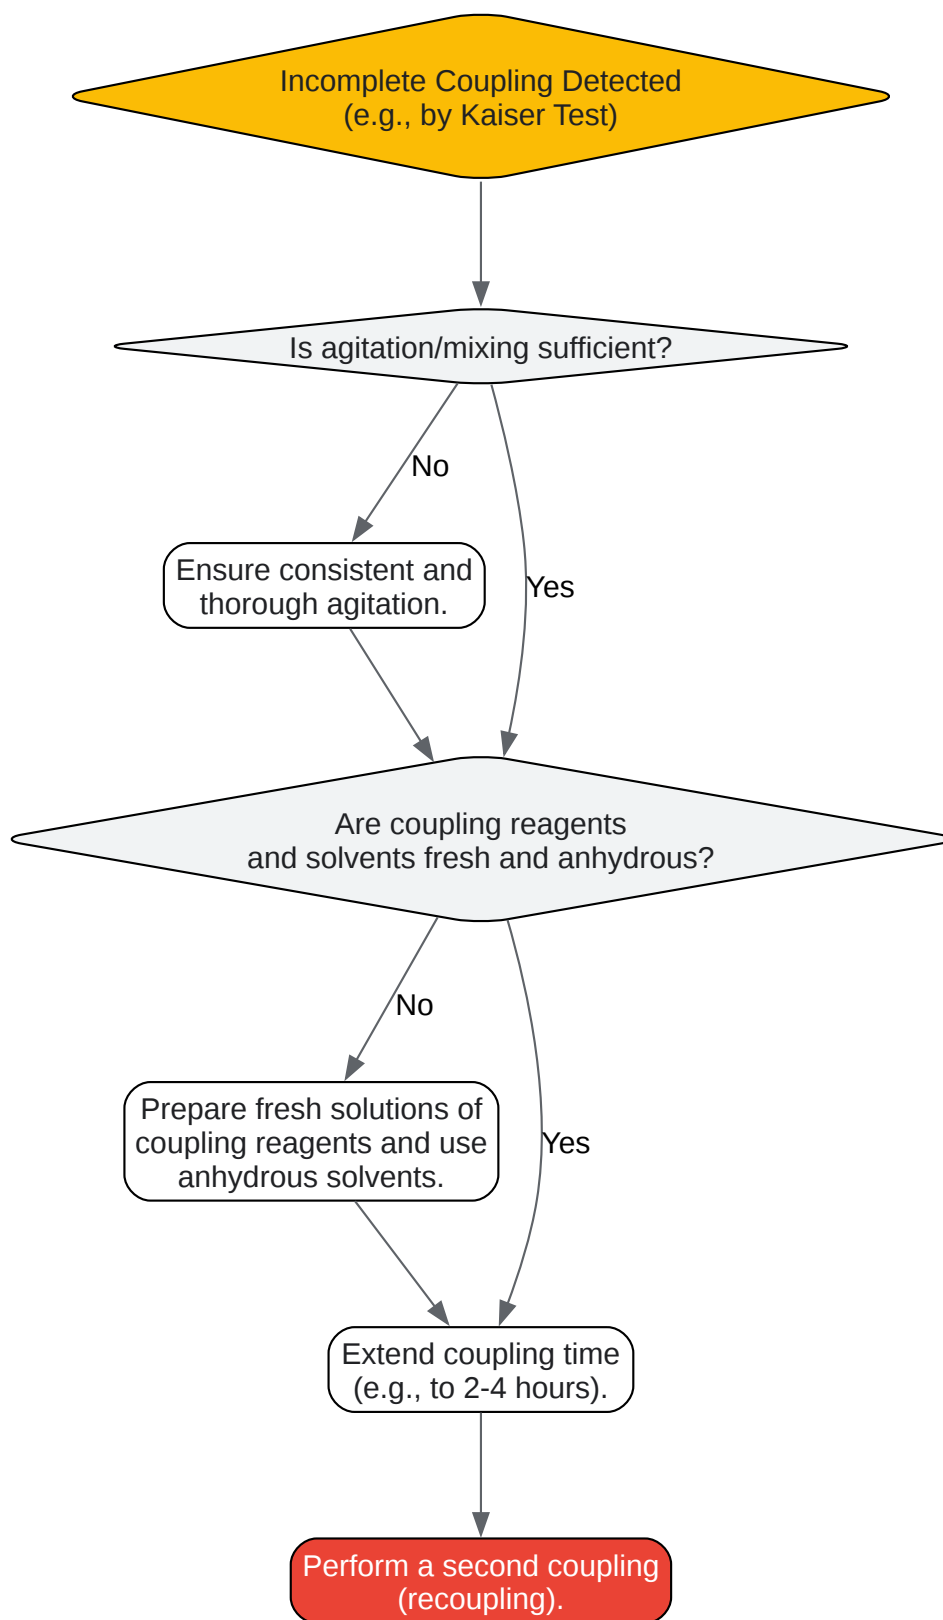 Incomplete Coupling Detected
(e.g., by Kaiser Test)
Is agitation/mixing sufficient?
No
Ensure consistent and
thorough agitation.
Yes
Are coupling reagents
and solvents fresh and anhydrous?
No
Prepare fresh solutions of
coupling reagents and use
anhydrous solvents.
Yes
Extend coupling time
(e.g., to 2-4 hours).
Perform a second coupling
(recoupling).